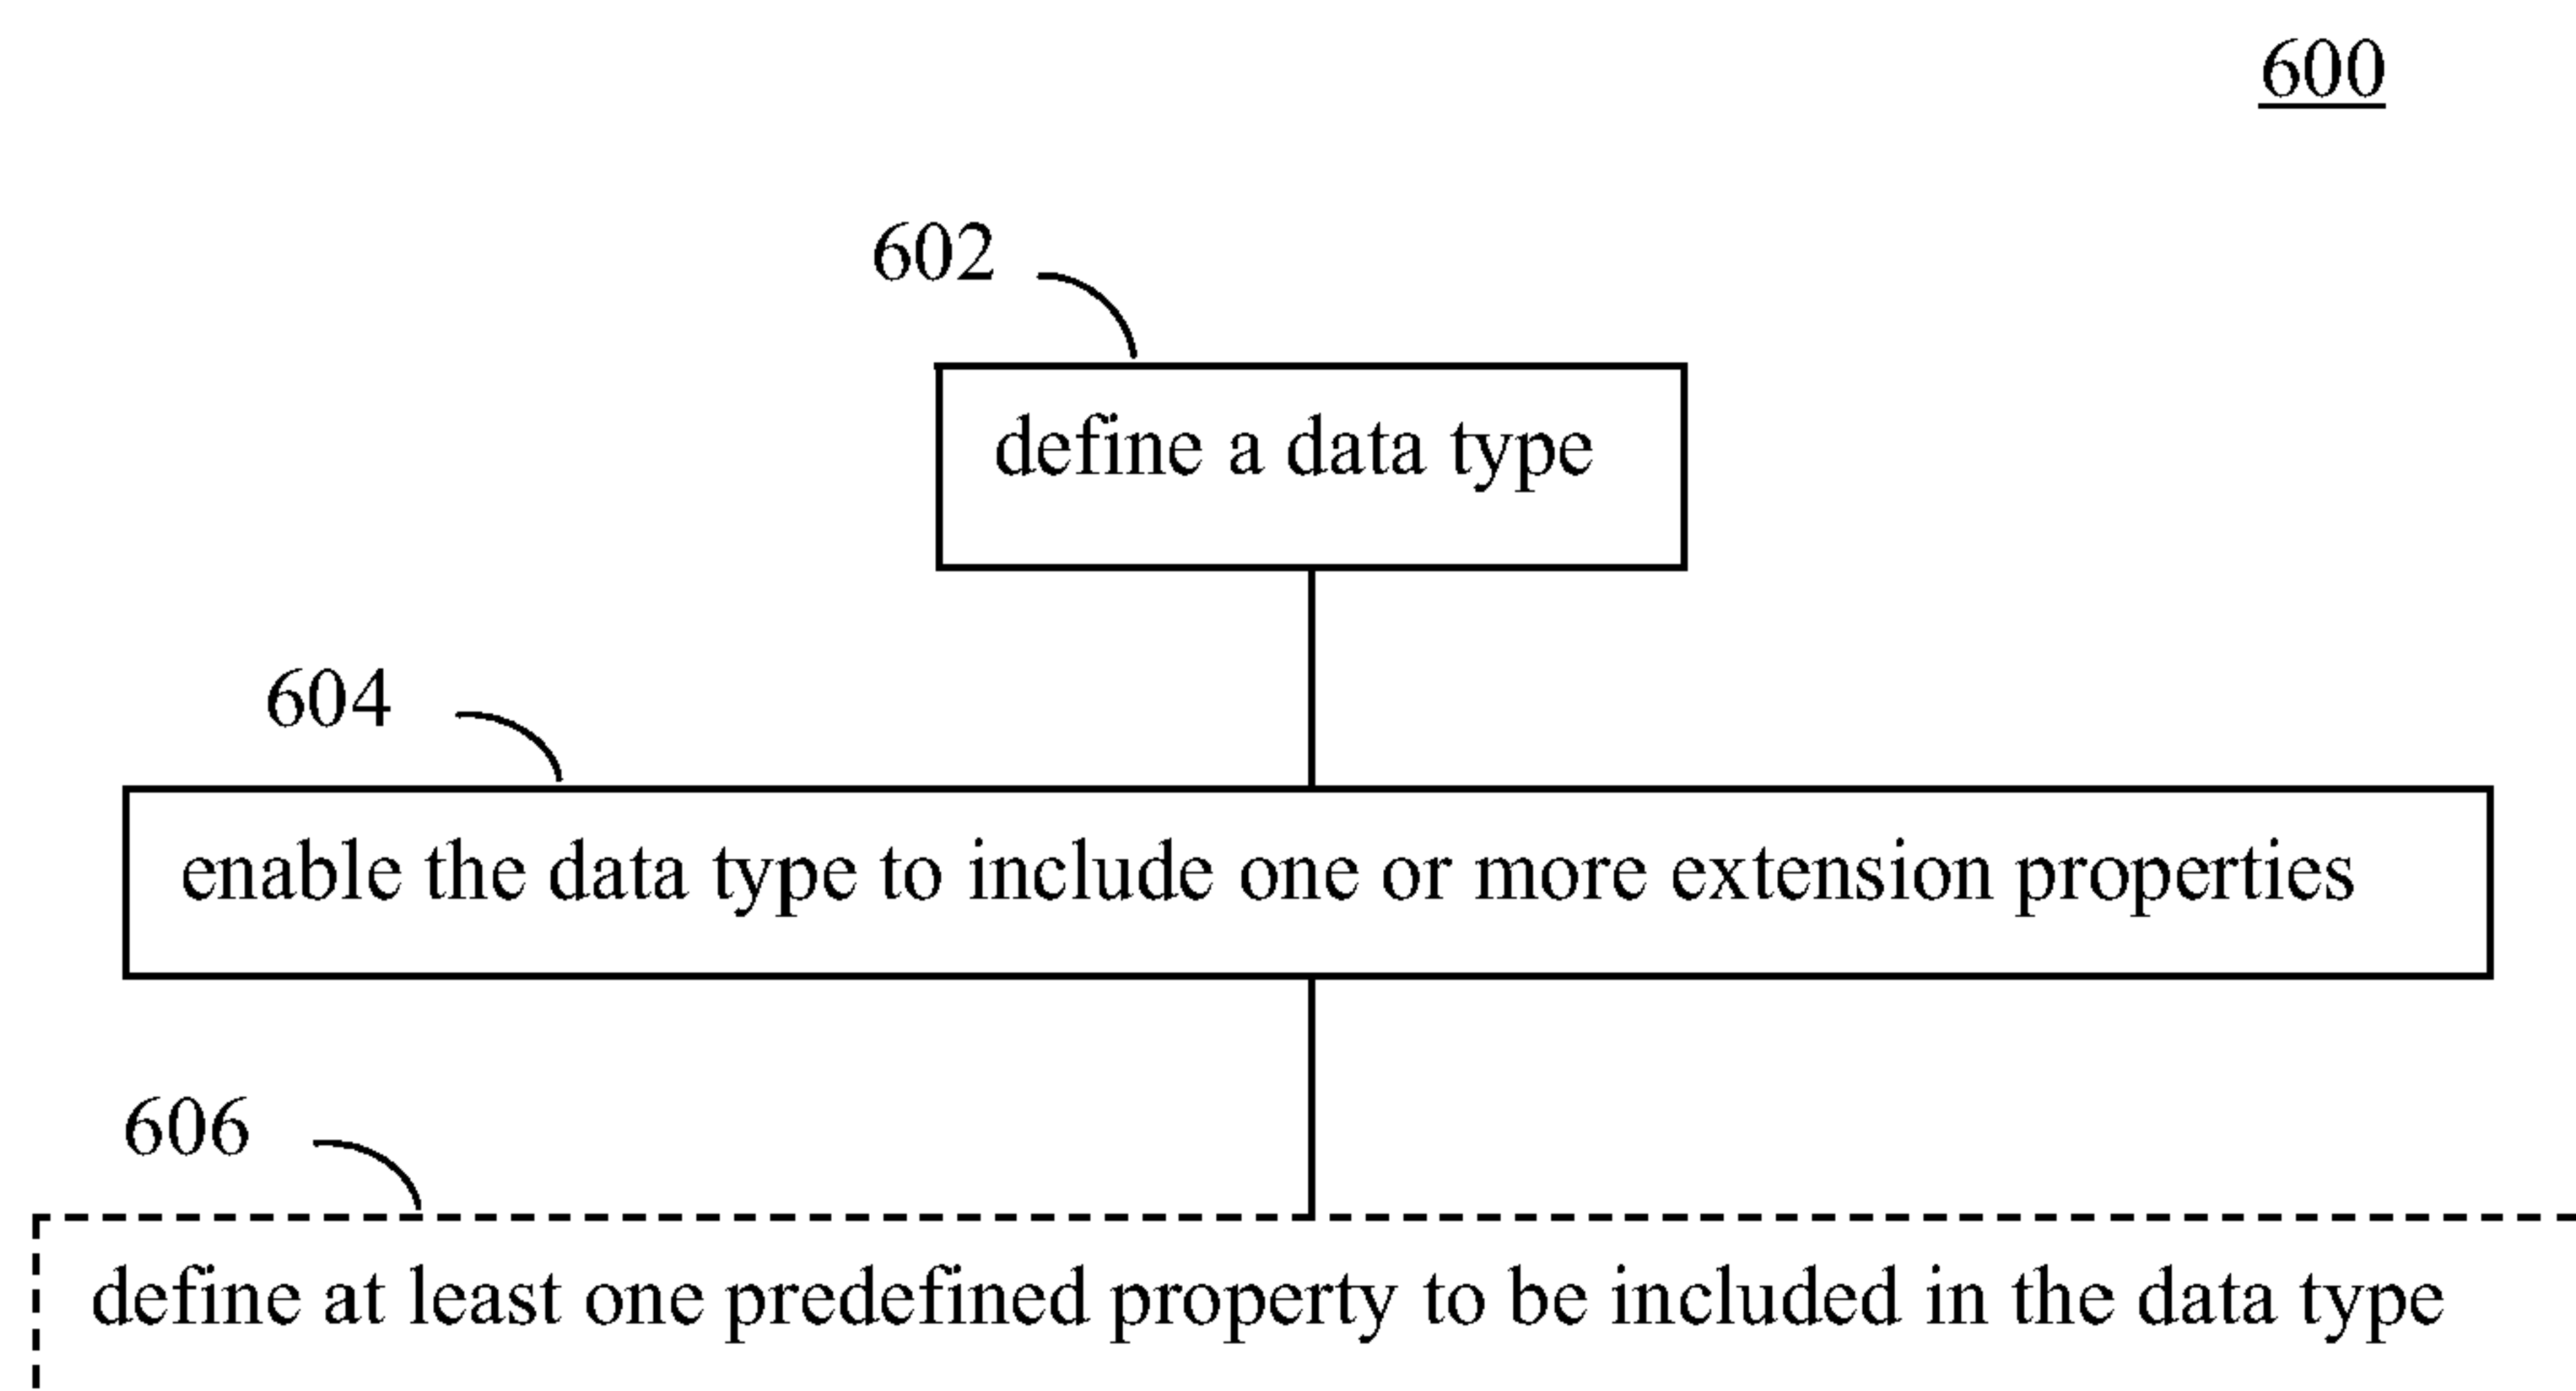 600
602
define a data type
604
enable the data type to include one or more extension properties
606
define at least one predefined property to be included in the data type